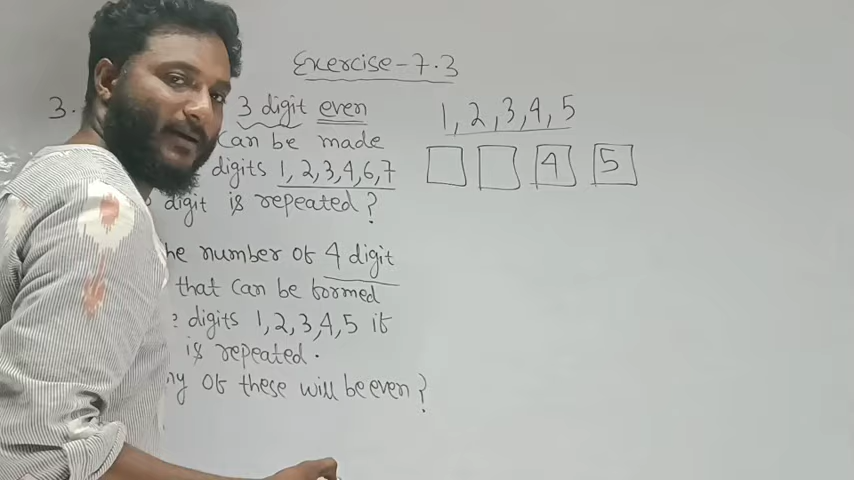 Exercise-7.3
3. 3 digit even
can be made
digits 1, 2, 3, 4, 6, 7
digit is repeated?
the number of 4 digit
that can be formed
digits 1, 2, 3, 4, 5 if
is repeated.
of these will be even?
1, 2, 3, 4, 5
4 5